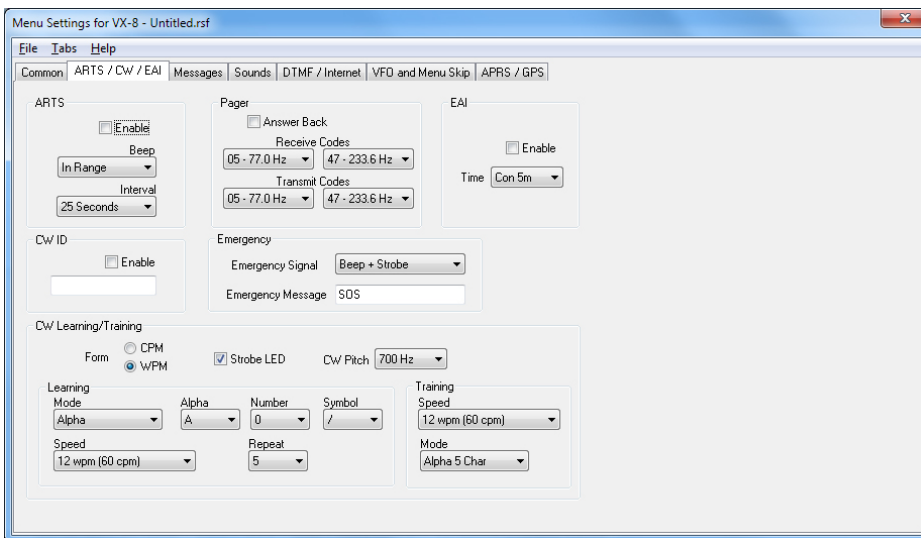 Menu Settings for VX-8 - Untitled.rsf
File Tabs Help
Common ARTS / CW / EAI Messages Sounds DTMF / Internet VFO and Menu Skip APRS / GPS
ARTS
Enable
Beep
In Range
Interval
25 Seconds
Pager
Answer Back
Receive Codes
05 - 77.0 Hz 47 - 233.6 Hz
Transmit Codes
05 - 77.0 Hz 47 - 233.6 Hz
EAI
Enable
Time Con 5m
CW ID
Enable
Emergency
Emergency Signal Beep + Strobe
Emergency Message SOS
CW Learning/Training
Form CPM
WPM
Strobe LED
CW Pitch 700 Hz
Learning
Mode Alpha Number Symbol
Alpha A 0 /
Speed Repeat
12 wpm (60 cpm) 5
Training
Speed
12 wpm (60 cpm)
Mode
Alpha 5 Char